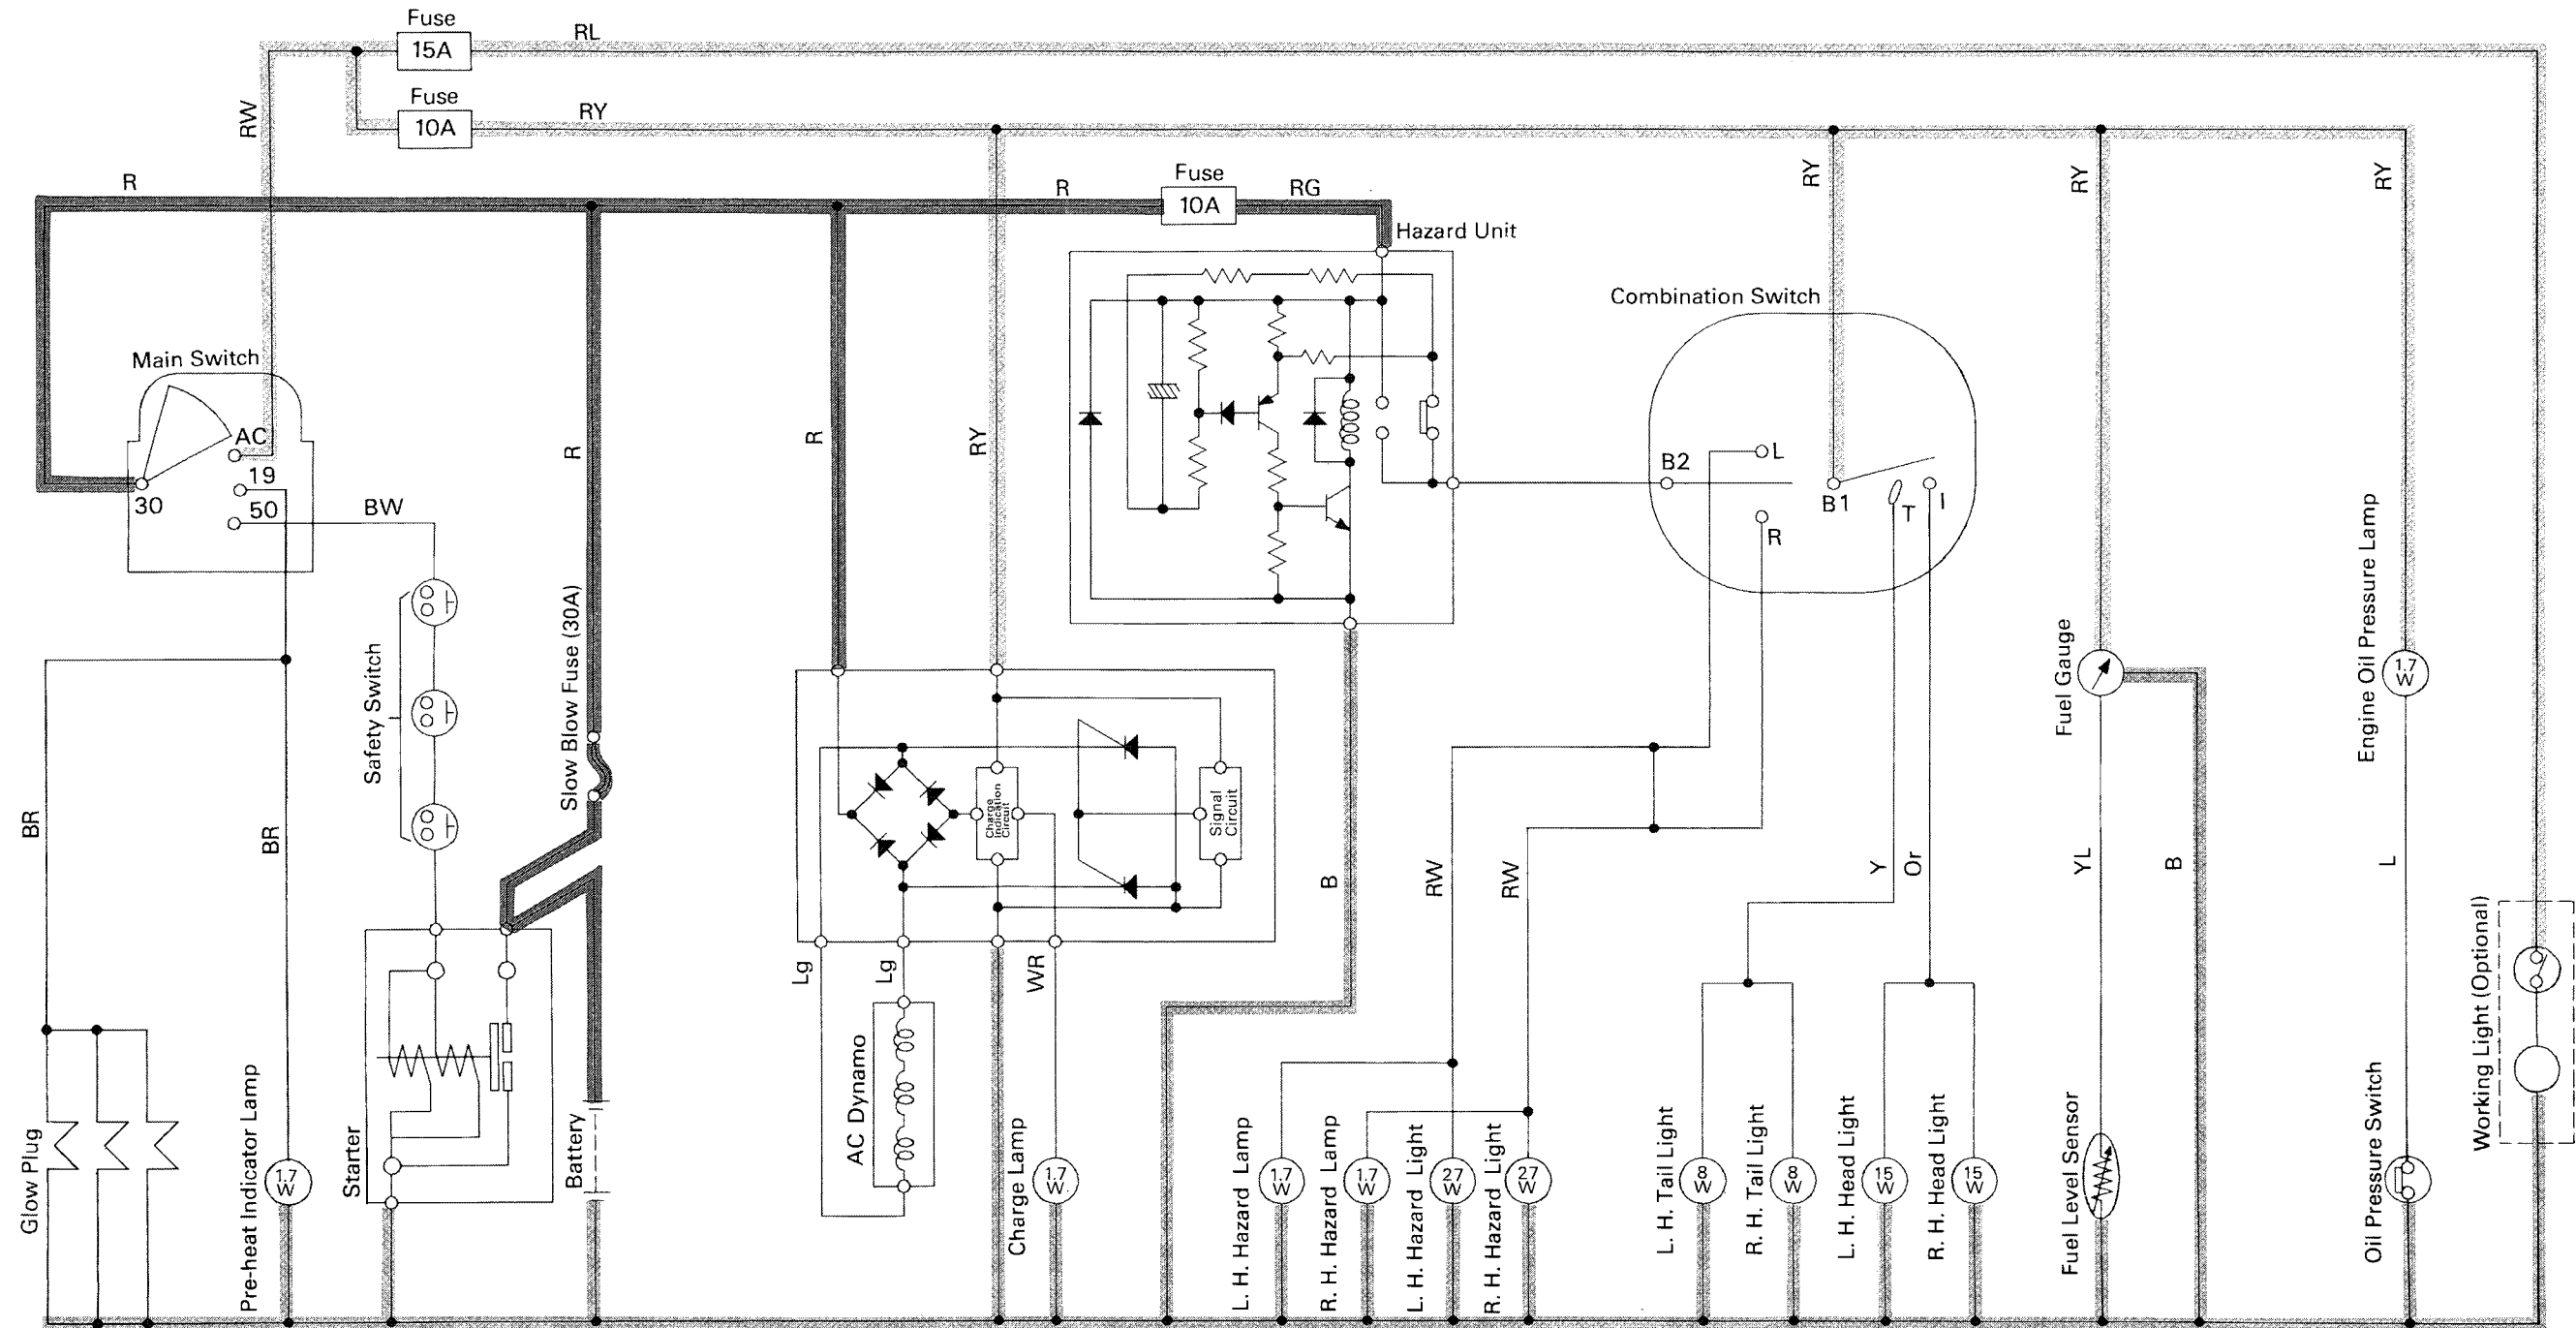 Fuse
15A
RL
Fuse
10A
RY
RW
R
R
Fuse
10A
RG
RY
RY
RY
Hazard Unit
Combination Switch
Main Switch
AC
19
30
50
BW
R
R
RY
L
B2
B1
T
I
R
Safety Switch
Slow Blow Fuse (30A)
Fuel Gauge
Engine Oil Pressure Lamp
1.7
W
BR
BR
Charge
Indication
Circuit
Signal
Circuit
B
RW
RW
Y
Or
YL
B
L
Lg
Lg
WR
Working Light (Optional)
Glow Plug
Pre-heat Indicator Lamp
1.7
W
Starter
Battery
AC Dynamo
Charge Lamp
1.7
W
L. H. Hazard Lamp
1.7
W
R. H. Hazard Lamp
1.7
W
L. H. Hazard Light
27
W
R. H. Hazard Light
27
W
L. H. Tail Light
8
W
R. H. Tail Light
8
W
L. H. Head Light
15
W
R. H. Head Light
15
W
Fuel Level Sensor
Oil Pressure Switch